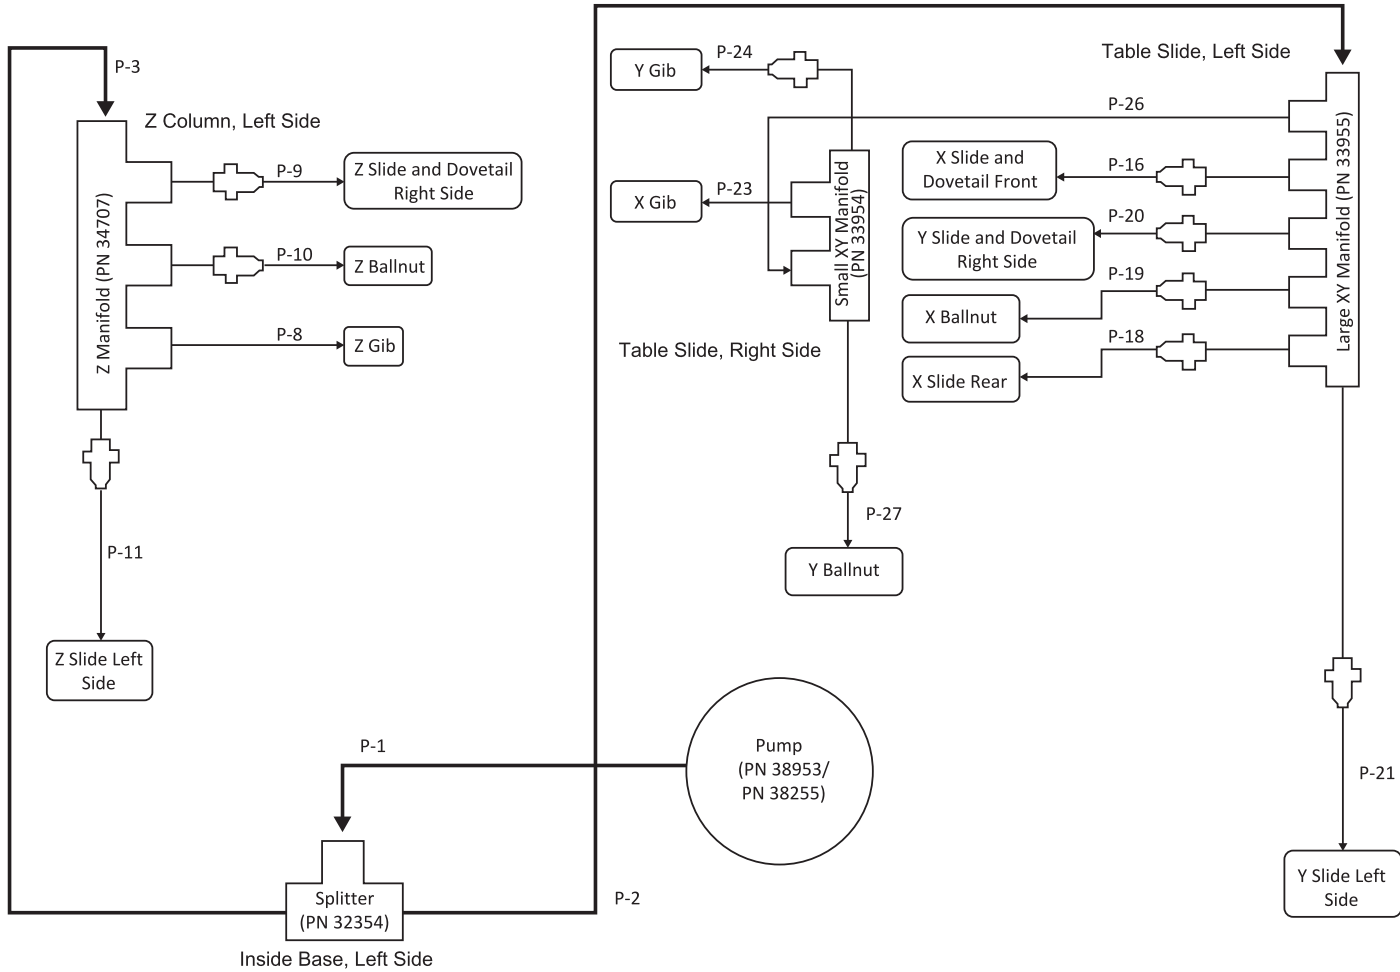 P-3
Z Column, Left Side
Z Manifold (PN 34707)
P-9
Z Slide and Dovetail
Right Side
P-10
Z Ballnut
P-8
Z Gib
P-11
Z Slide Left
Side
P-24
Y Gib
P-23
X Gib
Small XY Manifold
(PN 33954)
Table Slide, Right Side
P-27
Y Ballnut
Table Slide, Left Side
P-26
Large XY Manifold (PN 33955)
P-16
X Slide and
Dovetail Front
P-20
Y Slide and Dovetail
Right Side
P-19
X Ballnut
P-18
X Slide Rear
P-21
Y Slide Left
Side
P-1
Pump
(PN 38953/
PN 38255)
P-2
Splitter
(PN 32354)
Inside Base, Left Side